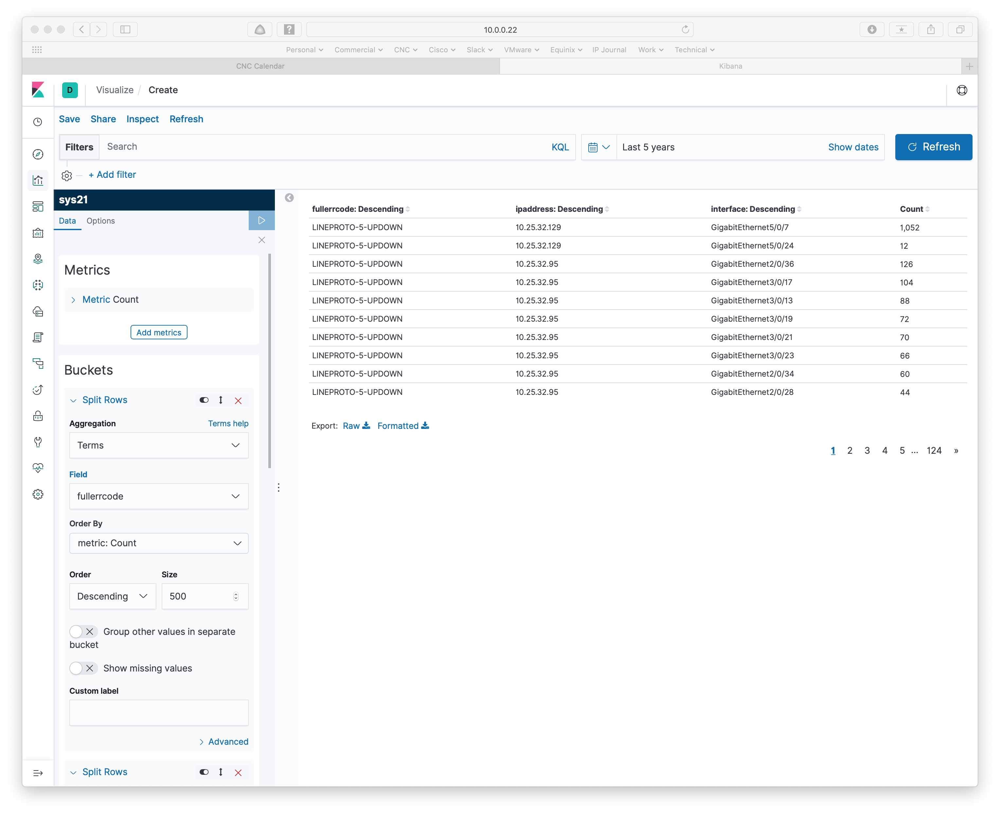 10.0.0.22
Personal Commercial CNC Cisco Slack VMware Equinix IP Journal Work Technical
CNC Calendar Kibana
D Visualize / Create
Save Share Inspect Refresh
Filters Search KQL Last 5 years Show dates Refresh
+ Add filter
sys21
Data Options
Metrics
Metric Count
Add metrics
Buckets
Split Rows
Aggregation Terms help
Terms
Field
fullerrcode
Order By
metric: Count
Order Size
Descending 500
Group other values in separate
bucket
Show missing values
Custom label
Advanced
Split Rows
fullerrcode: Descending ipaddress: Descending interface: Descending Count
LINEPROTO-5-UPDOWN 10.25.32.129 GigabitEthernet5/0/7 1,052
LINEPROTO-5-UPDOWN 10.25.32.129 GigabitEthernet5/0/24 12
LINEPROTO-5-UPDOWN 10.25.32.95 GigabitEthernet2/0/36 126
LINEPROTO-5-UPDOWN 10.25.32.95 GigabitEthernet3/0/17 104
LINEPROTO-5-UPDOWN 10.25.32.95 GigabitEthernet3/0/13 88
LINEPROTO-5-UPDOWN 10.25.32.95 GigabitEthernet3/0/19 72
LINEPROTO-5-UPDOWN 10.25.32.95 GigabitEthernet3/0/21 70
LINEPROTO-5-UPDOWN 10.25.32.95 GigabitEthernet3/0/23 66
LINEPROTO-5-UPDOWN 10.25.32.95 GigabitEthernet2/0/34 60
LINEPROTO-5-UPDOWN 10.25.32.95 GigabitEthernet2/0/28 44
Export: Raw Formatted
1 2 3 4 5 ... 124 »